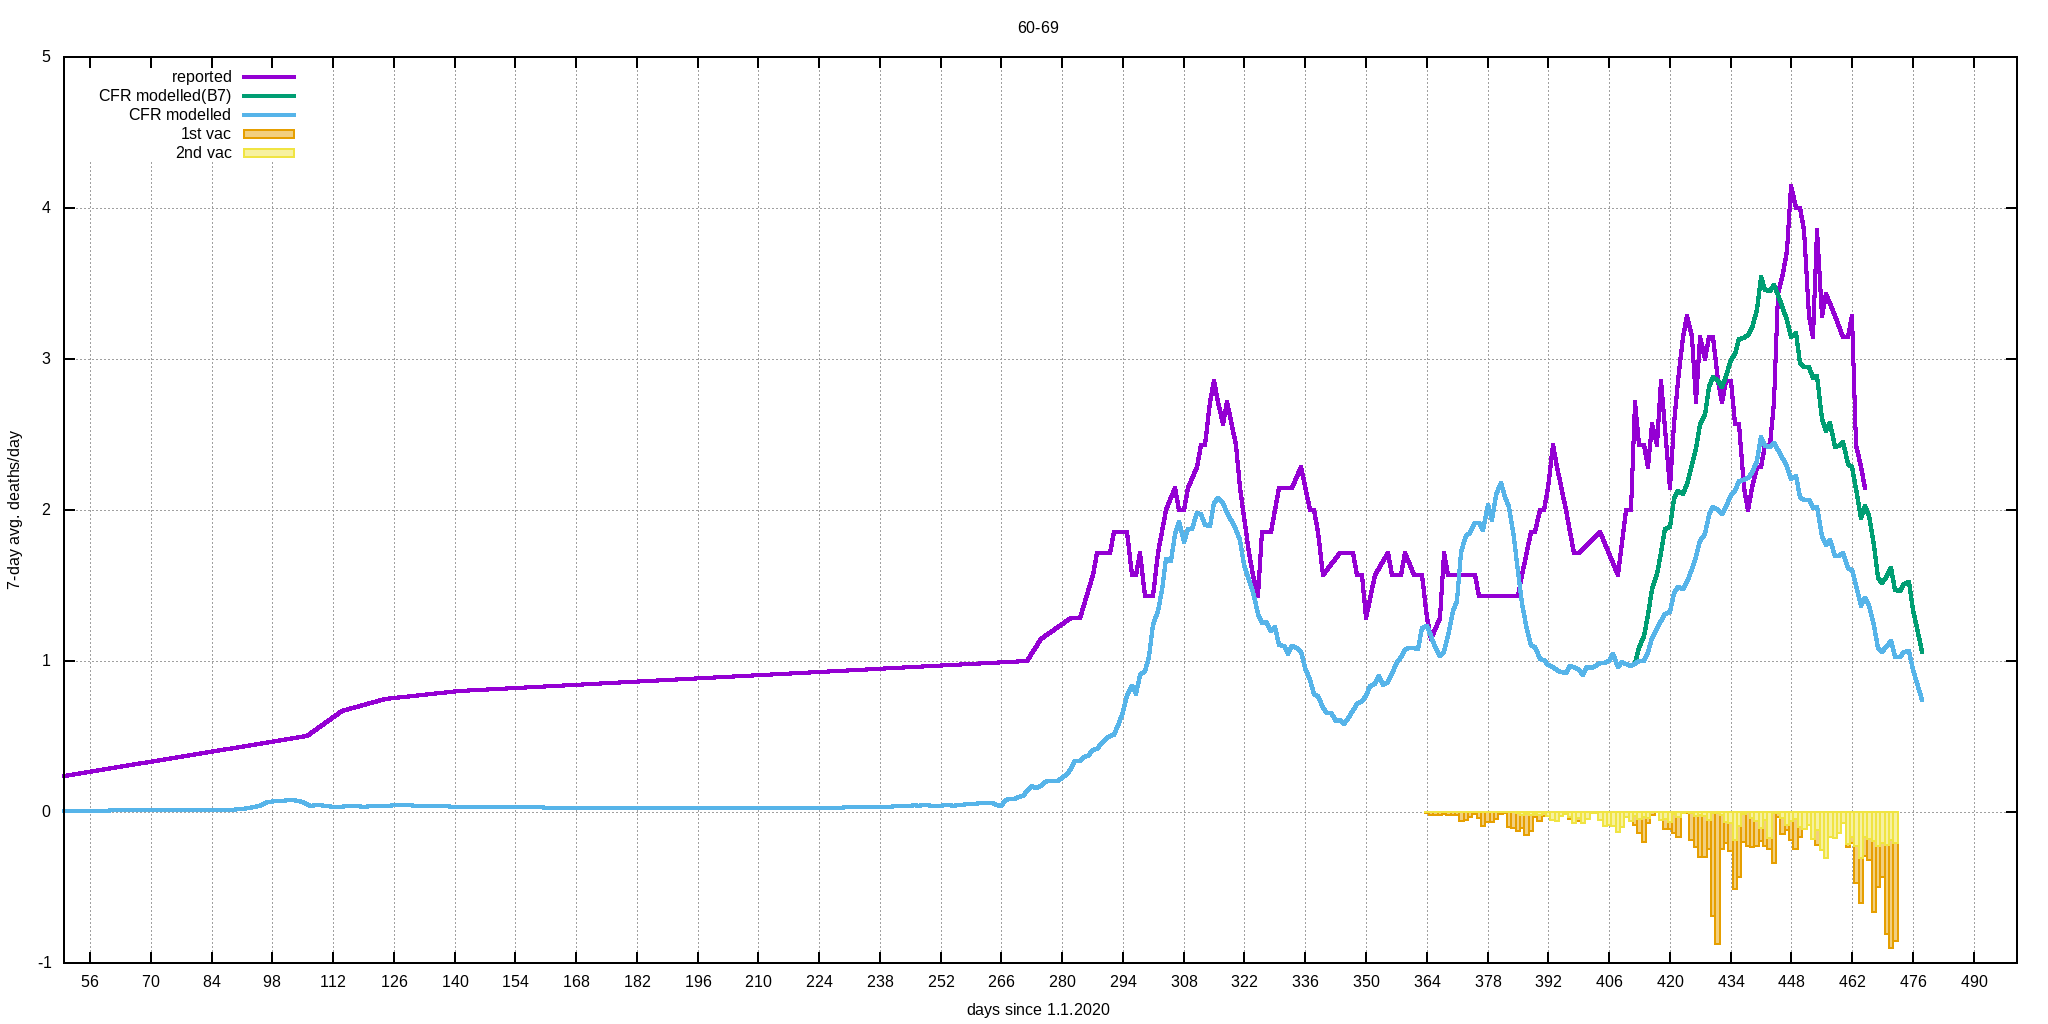 60-69
5
reported
CFR modelled(B7)
CFR modelled
1st vac
2nd vac
4
3
2
1
0
-1
7-day avg. deaths/day
56 70 84 98 112 126 140 154 168 182 196 210 224 238 252 266 280 294 308 322 336 350 364 378 392 406 420 434 448 462 476 490
days since 1.1.2020